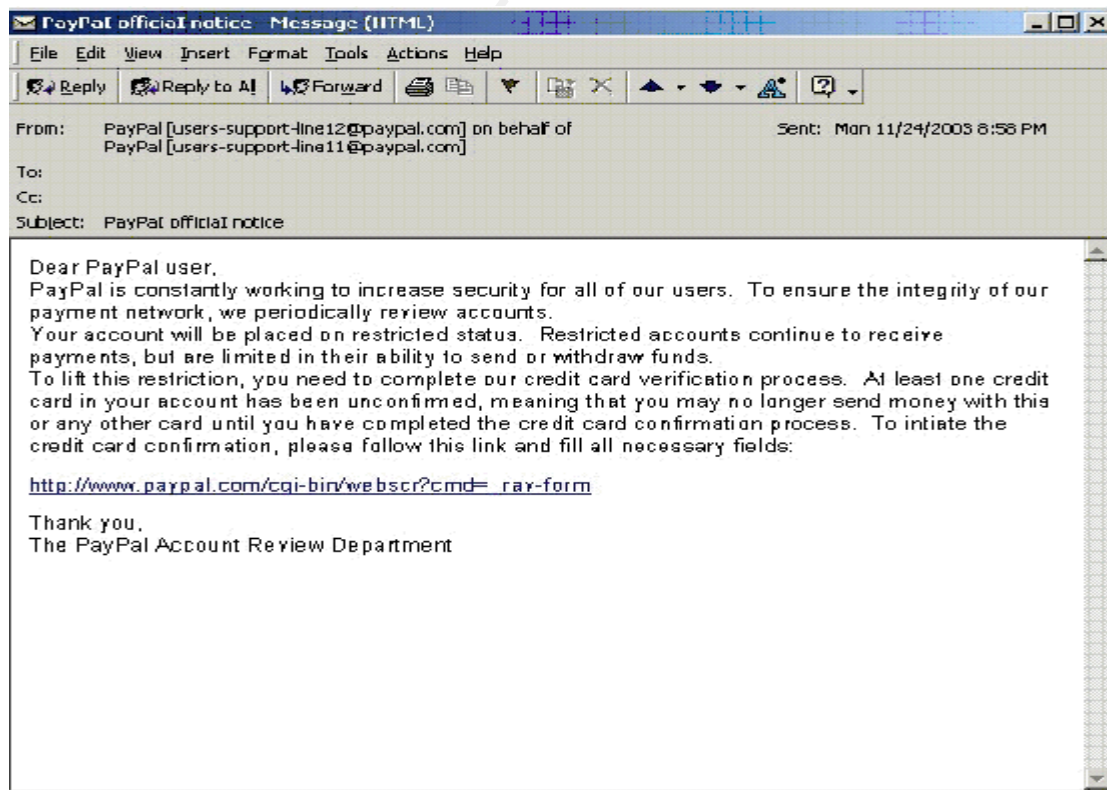 PayPaI officiaI notice - Message (HTML)
File Edit View Insert Format Tools Actions Help
Reply Reply to All Forward
From: PayPal [users-support-line12@paypal.com] on behalf of Sent: Mon 11/24/2003 8:58 PM
PayPal [users-support-line11@paypal.com]
To:
Cc:
Subject: PayPaI officiaI notice
Dear PayPal user,
PayPal is constantly working to increase security for all of our users. To ensure the integrity of our
payment network, we periodically review accounts.
Your account will be placed on restricted status. Restricted accounts continue to receive
payments, but are limited in their ability to send or withdraw funds.
To lift this restriction, you need to complete our credit card verification process. At least one credit
card in your account has been unconfirmed, meaning that you may no longer send money with this
or any other card until you have completed the credit card confirmation process. To intiate the
credit card confirmation, please follow this link and fill all necessary fields:
http://www.paypal.com/cgi-bin/webscr?cmd=_rav-form
Thank you,
The PayPal Account Review Department